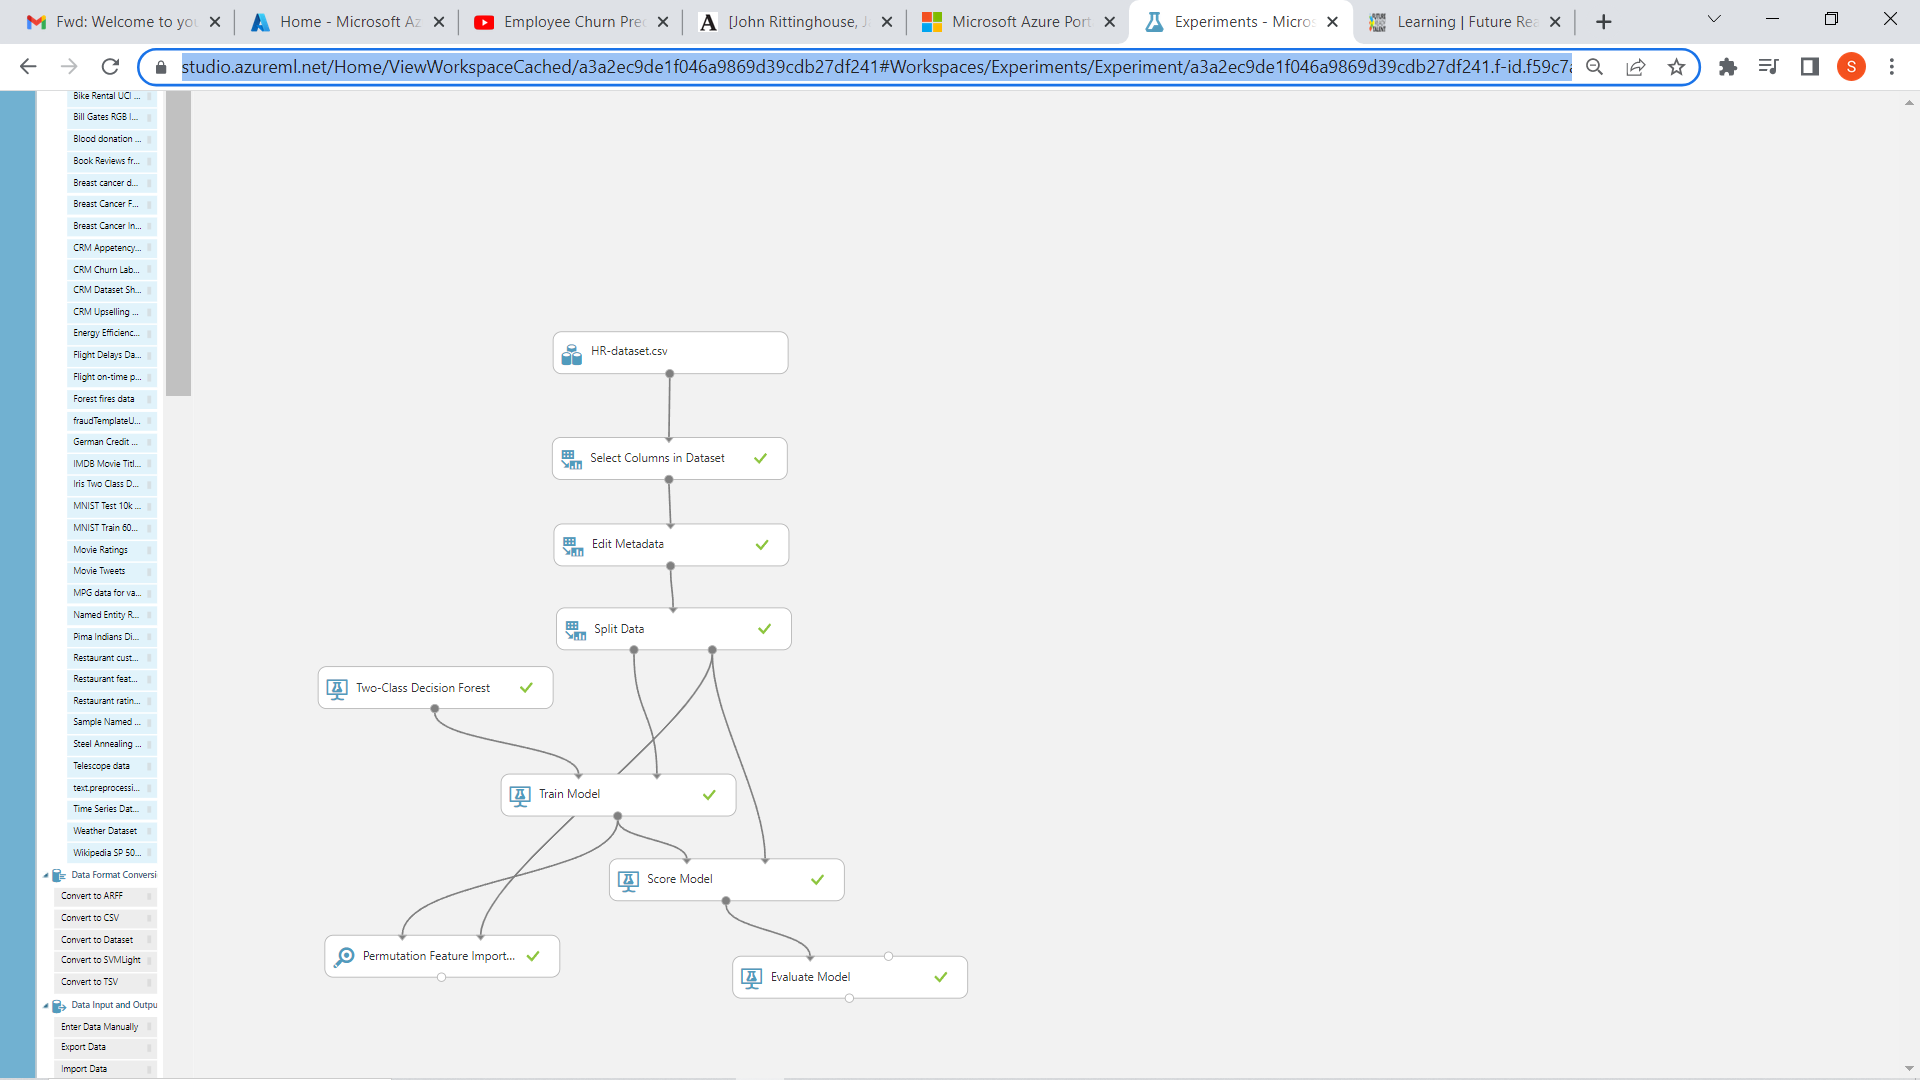 Fwd: Welcome to you
Home - Microsoft Az
Employee Churn Pred
[John Rittinghouse, Ja
Microsoft Azure Port
Experiments - Micros
Learning | Future Rea
studio.azureml.net/Home/ViewWorkspaceCached/a3a2ec9de1f046a9869d39cdb27df241#Workspaces/Experiments/Experiment/a3a2ec9de1f046a9869d39cdb27df241.f-id.f59c7a
S
Bike Rental UCI ...
Bill Gates RGB I...
Blood donation ...
Book Reviews fr...
Breast cancer d...
Breast Cancer F...
Breast Cancer In...
CRM Appetency...
CRM Churn Lab...
CRM Dataset Sh...
CRM Upselling ...
Energy Efficienc...
Flight Delays Da...
Flight on-time p...
Forest fires data
fraudTemplateU...
German Credit ...
IMDB Movie Titl...
Iris Two Class D...
MNIST Test 10k ...
MNIST Train 60...
Movie Ratings
Movie Tweets
MPG data for va...
Named Entity R...
Pima Indians Di...
Restaurant cust...
Restaurant feat...
Restaurant ratin...
Sample Named ...
Steel Annealing ...
Telescope data
text.preprocessi...
Time Series Dat...
Weather Dataset
Wikipedia SP 50...
Data Format Conversi
Convert to ARFF
Convert to CSV
Convert to Dataset
Convert to SVMLight
Convert to TSV
Data Input and Outpu
Enter Data Manually
Export Data
Import Data
HR-dataset.csv
Select Columns in Dataset
Edit Metadata
Split Data
Two-Class Decision Forest
Train Model
Score Model
Permutation Feature Import...
Evaluate Model